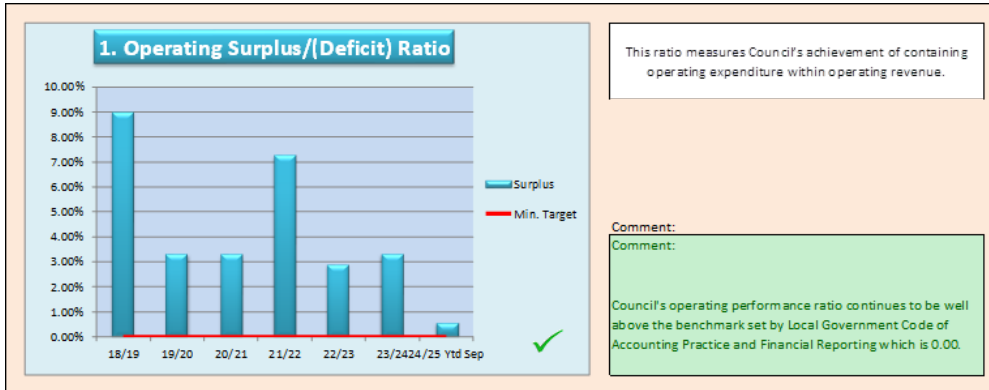 1. Operating Surplus/(Deficit) Ratio
10.00%
9.00%
8.00%
7.00%
6.00%
5.00%
4.00%
3.00%
2.00%
1.00%
0.00%
18/19 19/20 20/21 21/22 22/23 23/24 24/25 Ytd Sep
Surplus
Min. Target
This ratio measures Council's achievement of containing
operating expenditure within operating revenue.
Comment:
Comment:
Council's operating performance ratio continues to be well
above the benchmark set by Local Government Code of
Accounting Practice and Financial Reporting which is 0.00.